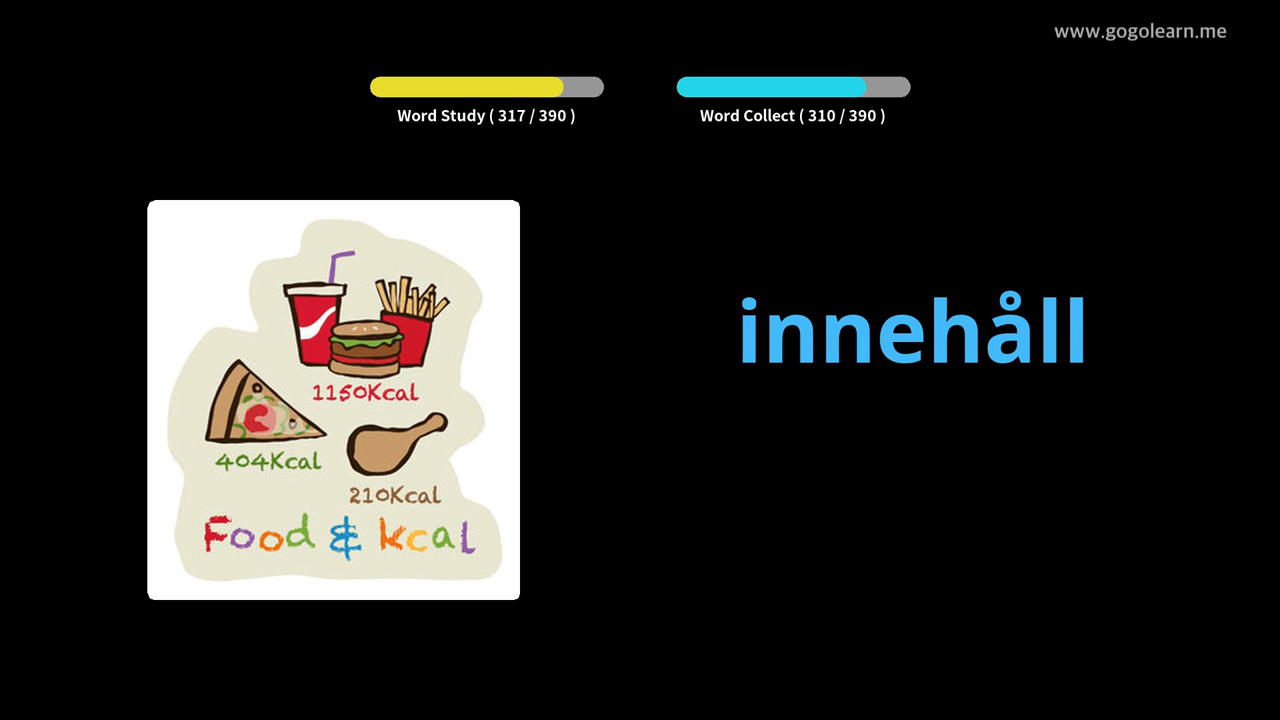 www.gogolearn.me
Word Study ( 317 / 390 )
Word Collect ( 310 / 390 )
1150Kcal
404Kcal
210Kcal
Food & kcal
innehåll